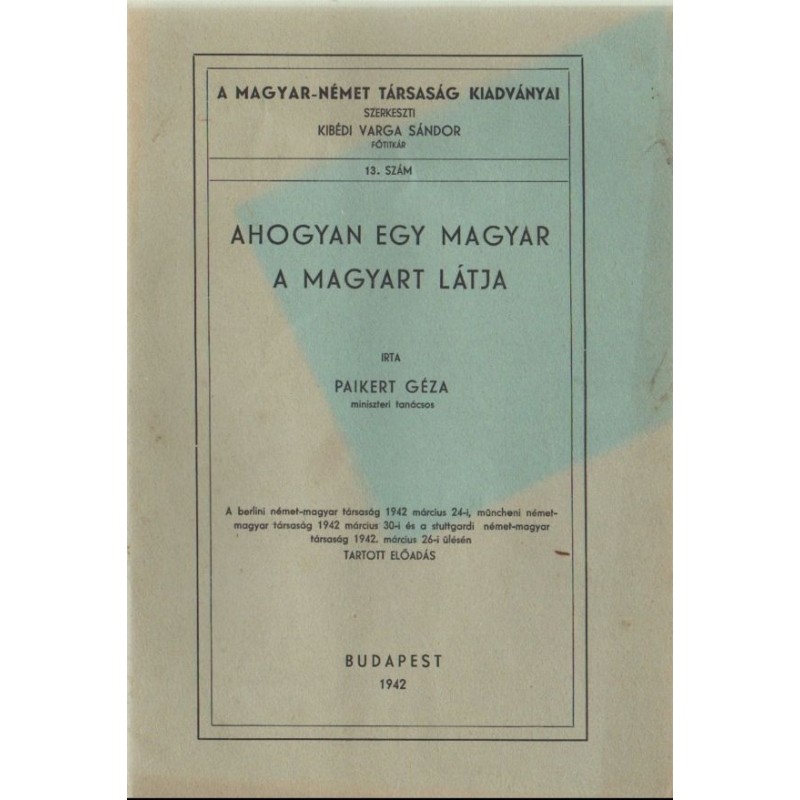 A MAGYAR-NÉMET TÁRSASÁG KIADVÁNYAI
SZERKESZTI
KIBÉDI VARGA SÁNDOR
FŐTITKÁR
13. SZÁM
AHOGYAN EGY MAGYAR
A MAGYART LÁTJA
IRTA
PAIKERT GÉZA
miniszteri tanácsos
A berlini német-magyar társaság 1942 március 24-i, müncheni német-
magyar társaság 1942 március 30-i és a stuttgardi német-magyar
társaság 1942. március 26-i ülésén
TARTOTT ELŐADÁS
BUDAPEST
1942